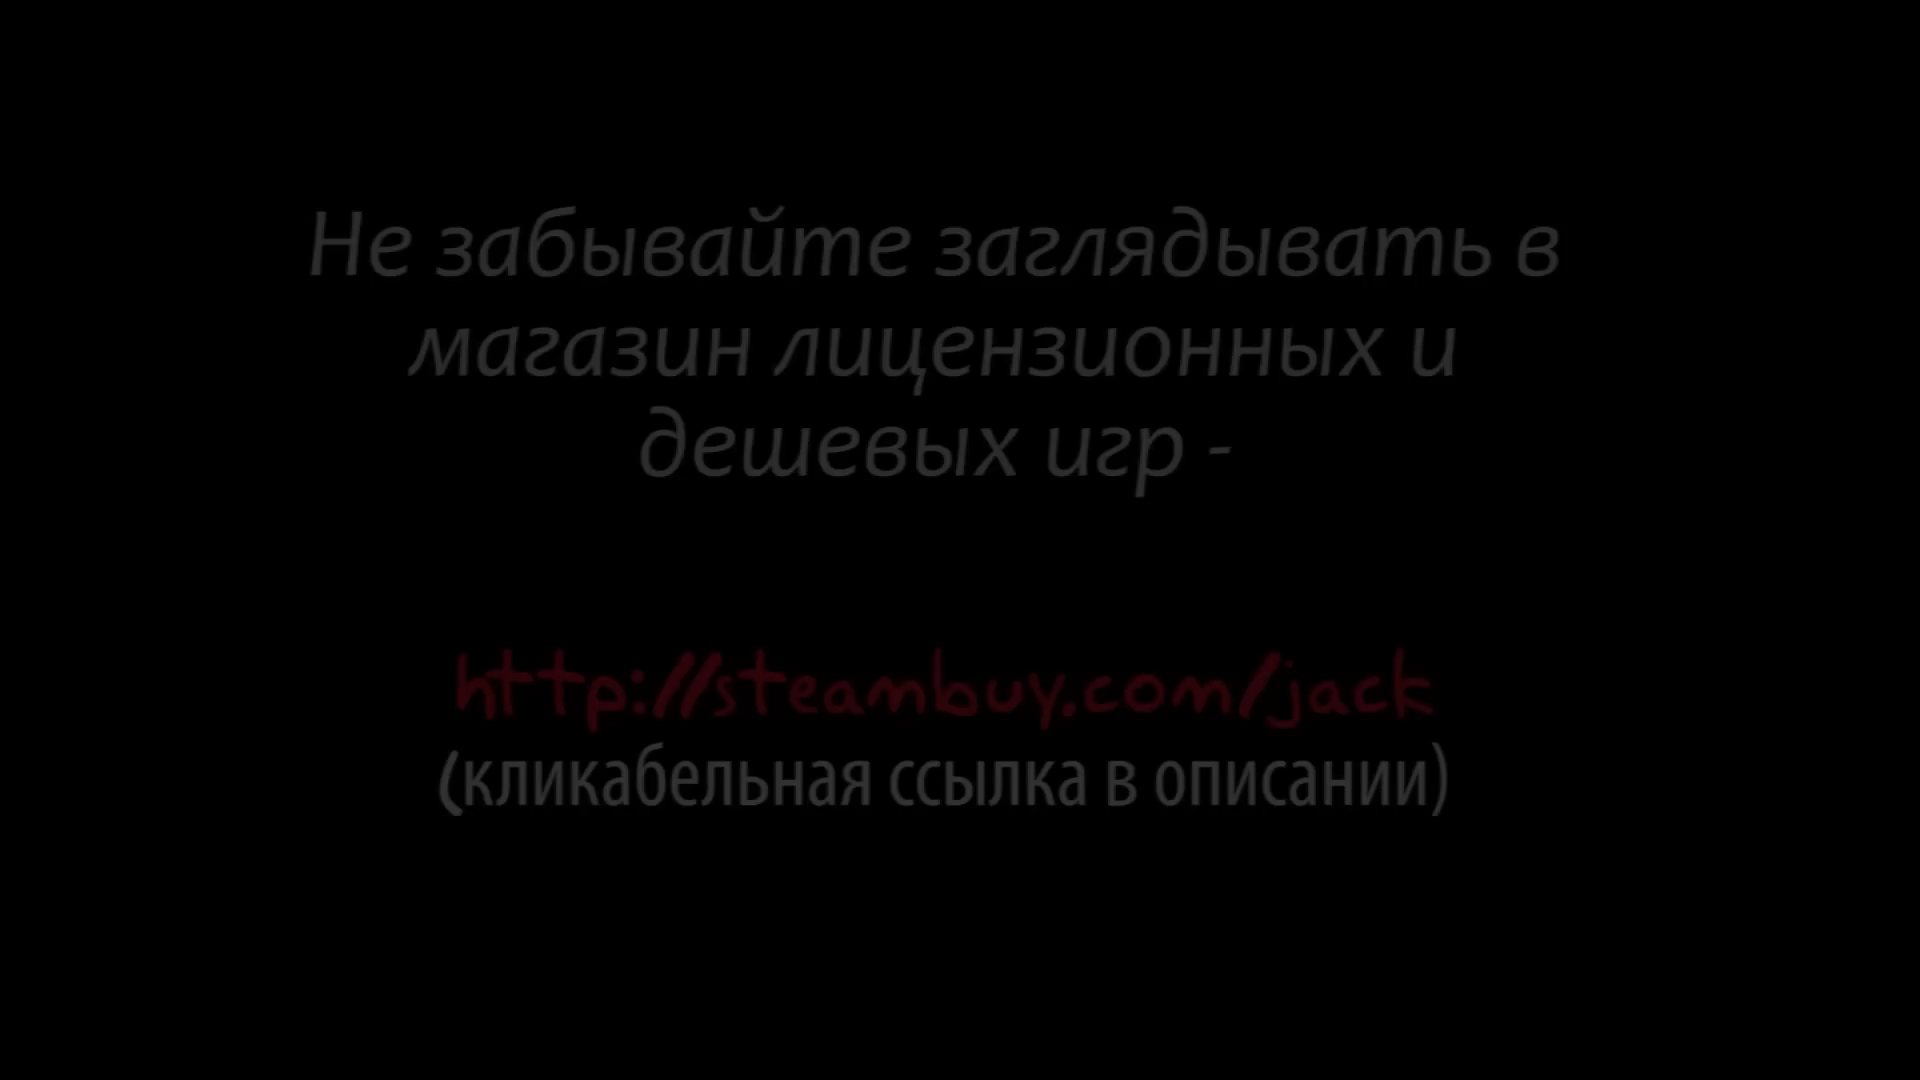 Не забывайте заглядывать в
магазин лицензионных и
дешевых игр -
http://steambuy.com/jack
(кликабельная ссылка в описании)